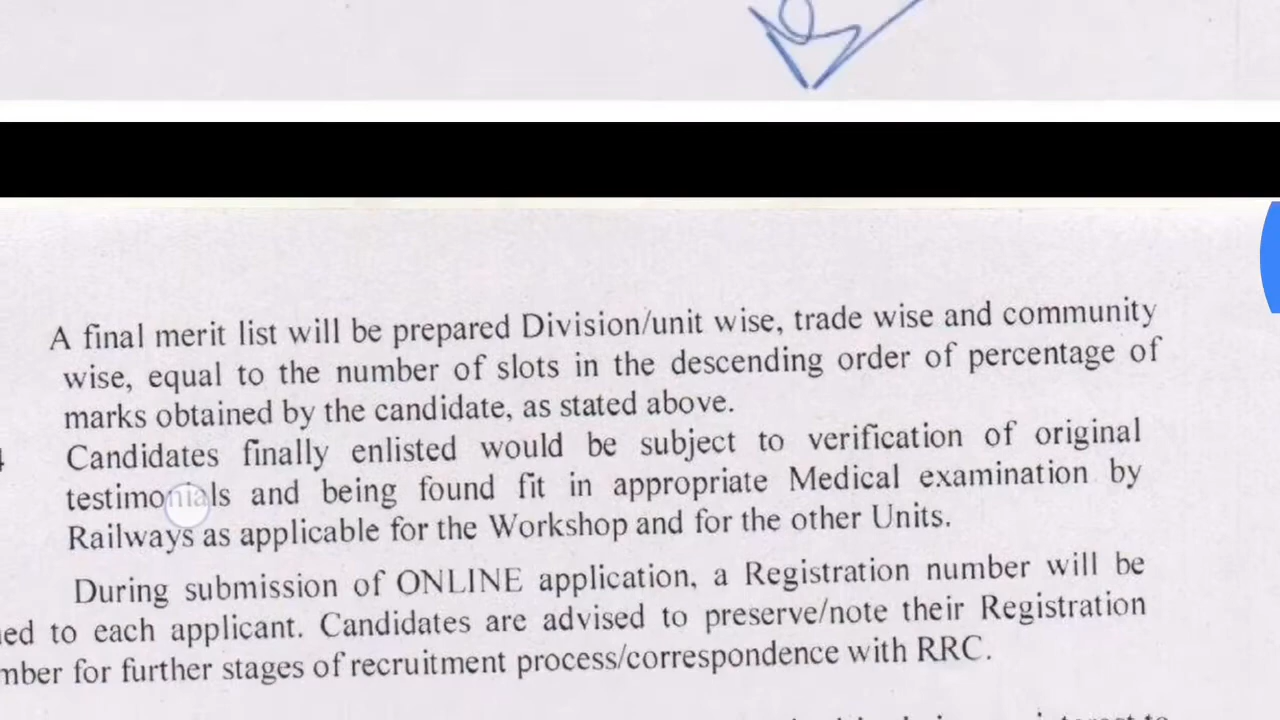 A final merit list will be prepared Division/unit wise, trade wise and community
wise, equal to the number of slots in the descending order of percentage of
marks obtained by the candidate, as stated above.
Candidates finally enlisted would be subject to verification of original
testimonials and being found fit in appropriate Medical examination by
Railways as applicable for the Workshop and for the other Units.
During submission of ONLINE application, a Registration number will be
to each applicant. Candidates are advised to preserve/note their Registration
for further stages of recruitment process/correspondence with RRC.
interest to